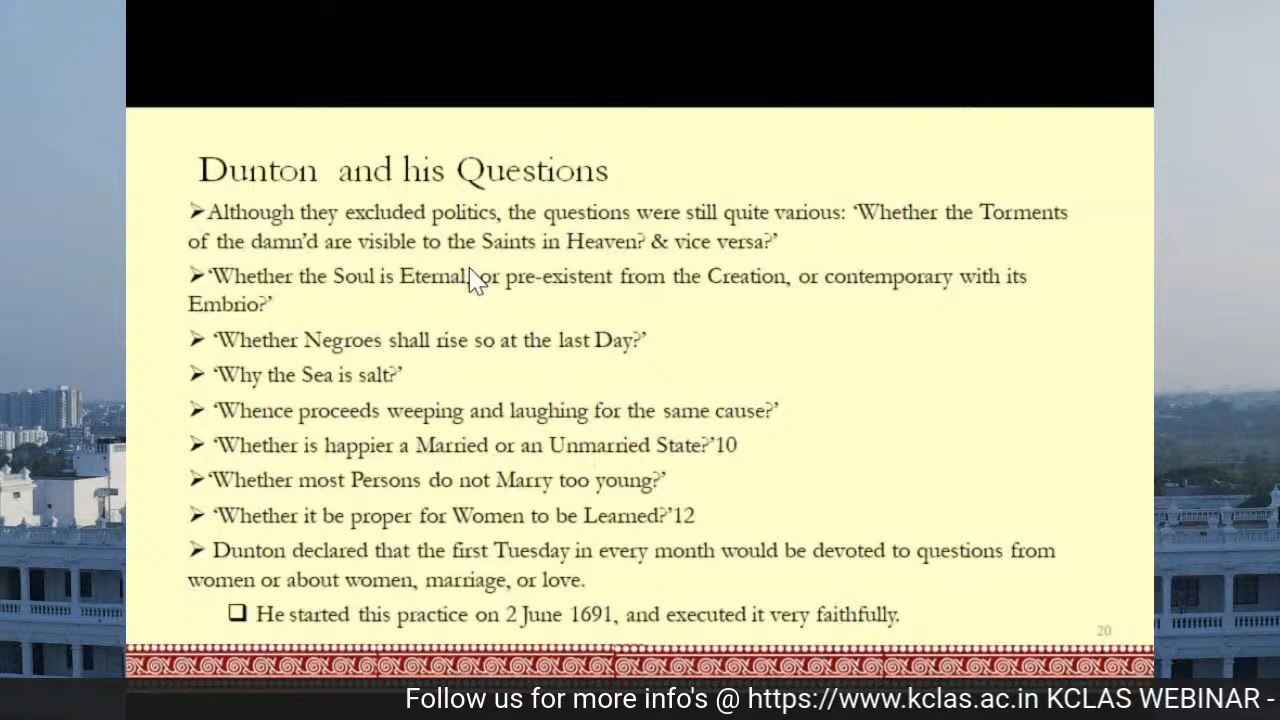 Dunton and his Questions
➢Although they excluded politics, the questions were still quite various: ‘Whether the Torments
of the damn’d are visible to the Saints in Heaven? & vice versa?’
➢‘Whether the Soul is Eternal, or pre-existent from the Creation, or contemporary with its
Embrio?’
➢ ‘Whether Negroes shall rise so at the last Day?’
➢ ‘Why the Sea is salt?’
➢ ‘Whence proceeds weeping and laughing for the same cause?’
➢ ‘Whether is happier a Married or an Unmarried State?’10
➢‘Whether most Persons do not Marry too young?’
➢ ‘Whether it be proper for Women to be Learned?’12
➢ Dunton declared that the first Tuesday in every month would be devoted to questions from
women or about women, marriage, or love.
❑ He started this practice on 2 June 1691, and executed it very faithfully.
20
Follow us for more info's @ https://www.kclas.ac.in KCLAS WEBINAR -